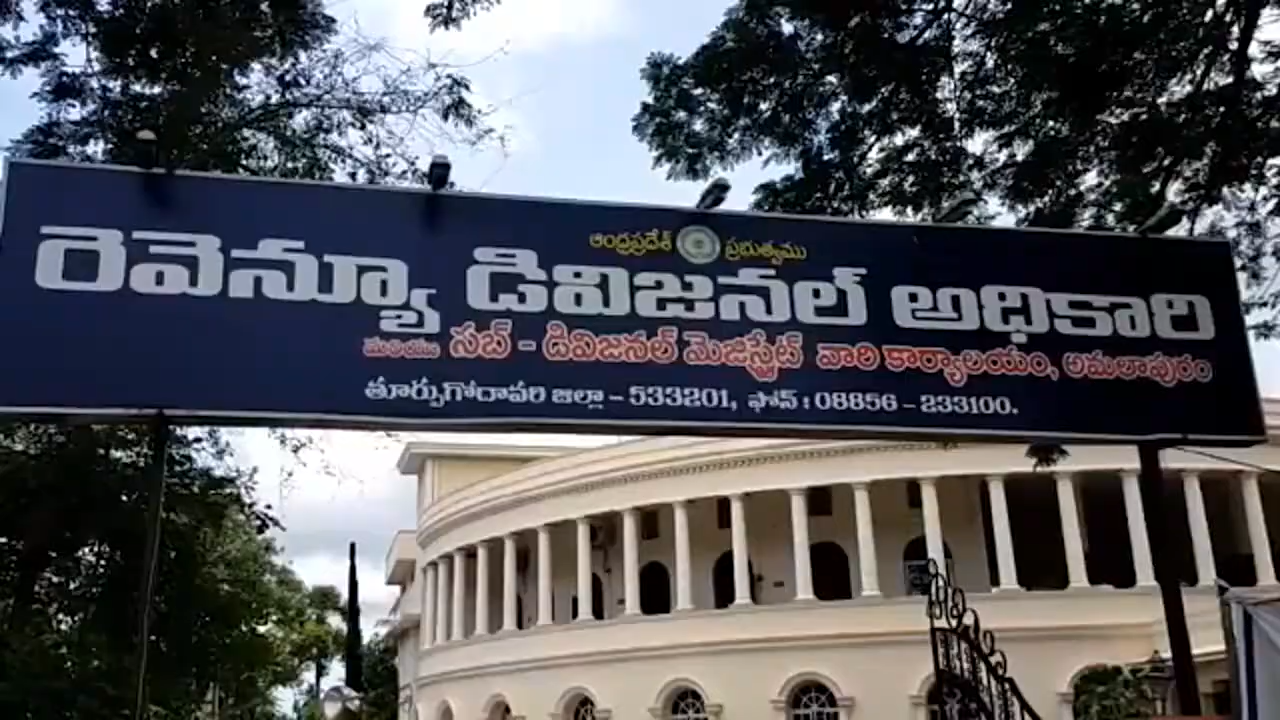 ఆంధ్రప్రదేశ్ ప్రభుత్వము
రెవెన్యూ డివిజనల్ అధికారి
మరియు సబ్ - డివిజనల్ మెజిస్ట్రేట్ వారి కార్యాలయం, అమలాపురం
తూర్పుగోదావరి జిల్లా - 533201, ఫోన్ : 08856 - 233100.